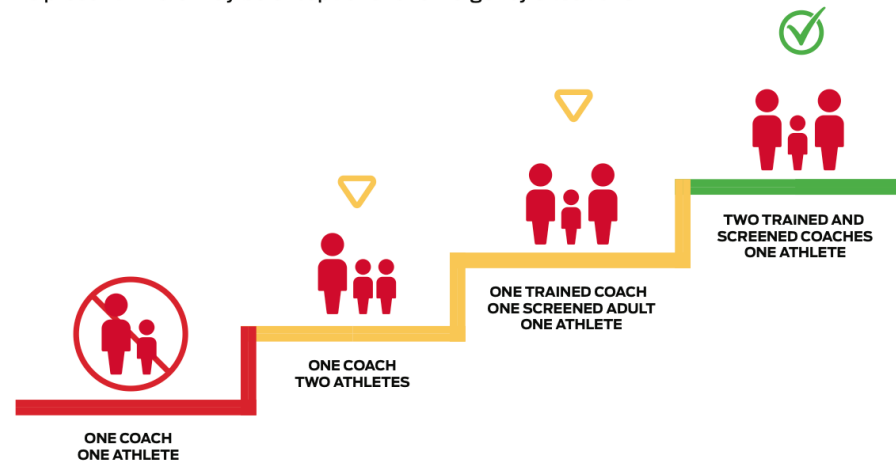 ONE COACH
ONE ATHLETE
ONE COACH
TWO ATHLETES
ONE TRAINED COACH
ONE SCREENED ADULT
ONE ATHLETE
TWO TRAINED AND
SCREENED COACHES
ONE ATHLETE